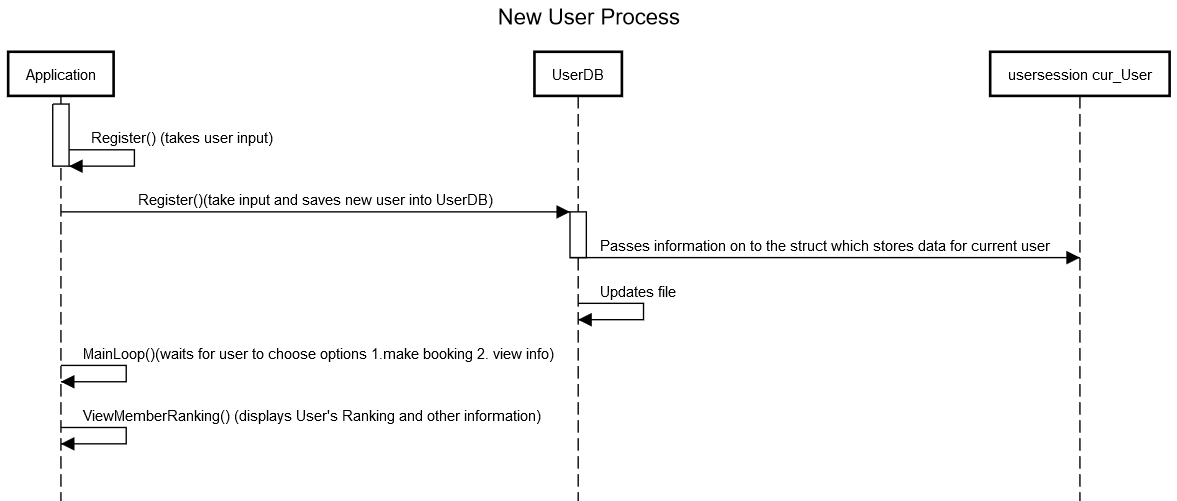 New User Process
Application
UserDB
usersession cur_User
Register() (takes user input)
Register()(take input and saves new user into UserDB)
Passes information on to the struct which stores data for current user
Updates file
MainLoop()(waits for user to choose options 1.make booking 2. view info)
ViewMemberRanking() (displays User's Ranking and other information)